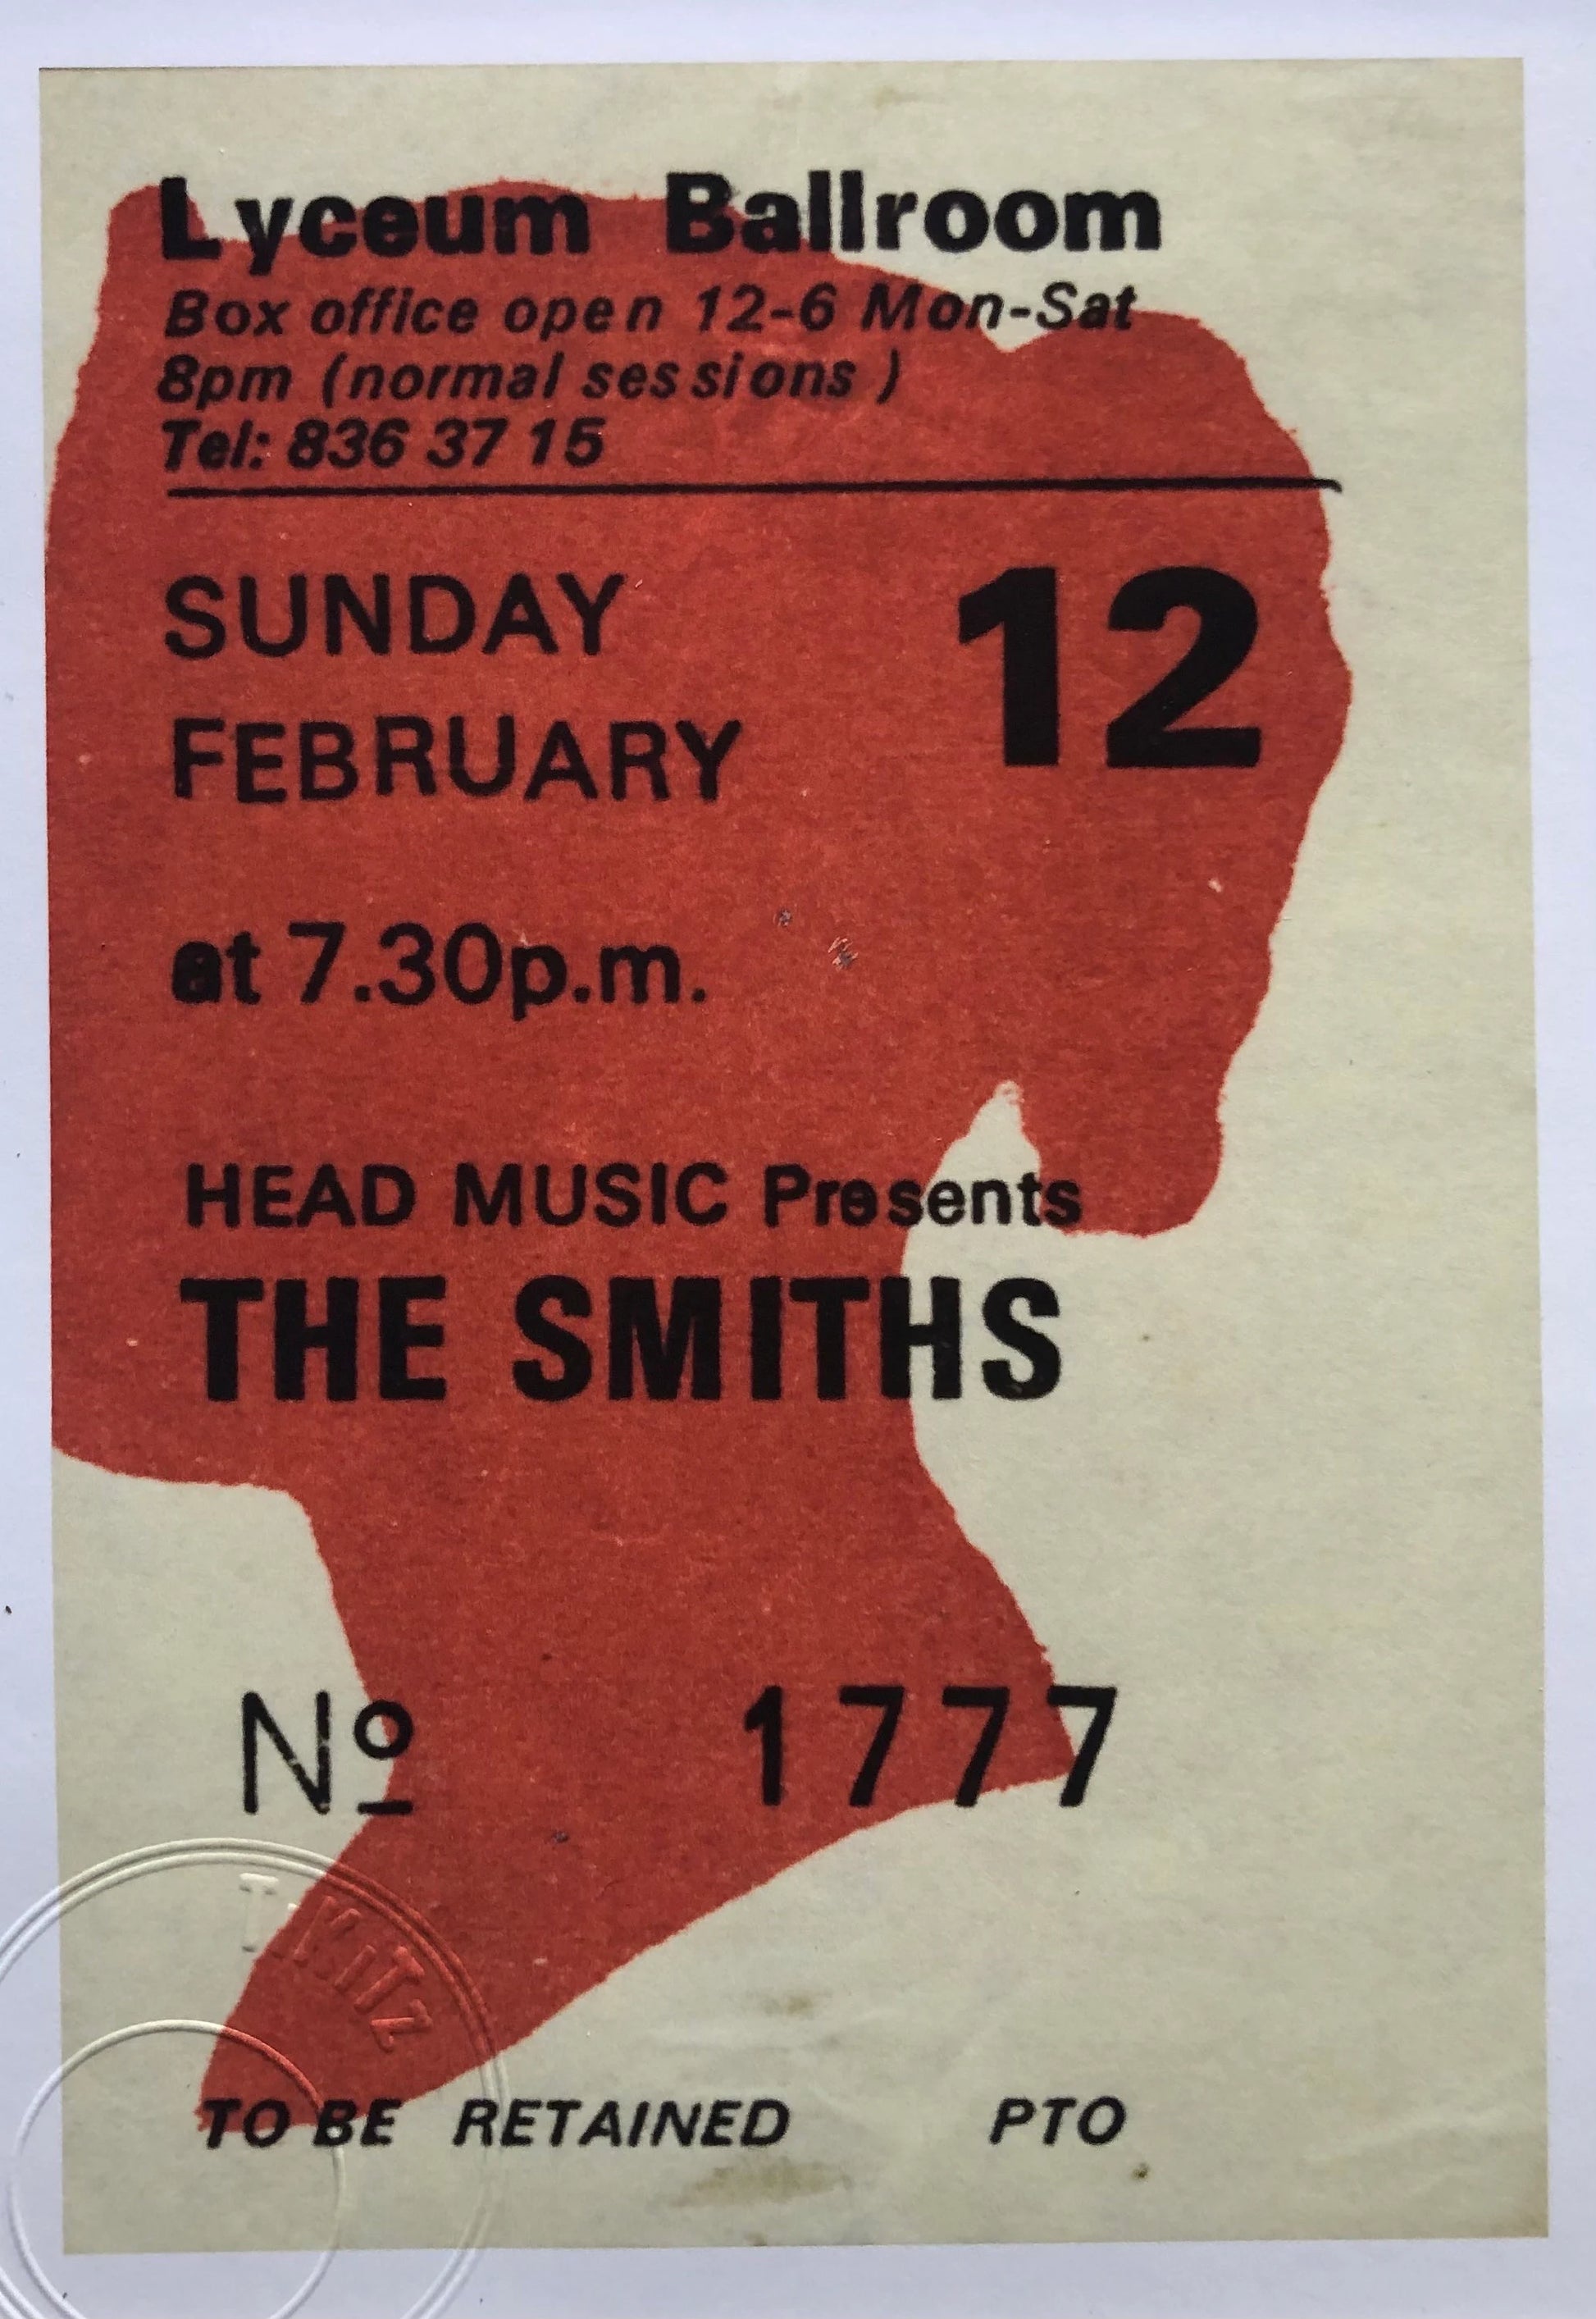 Lyceum Ballroom
Box office open 12-6 Mon-Sat
8pm (normal sessions)
Tel: 836 37 15
SUNDAY 12
FEBRUARY
at 7.30p.m.
HEAD MUSIC Presents
THE SMITHS
Nº 1777
TO BE RETAINED PTO